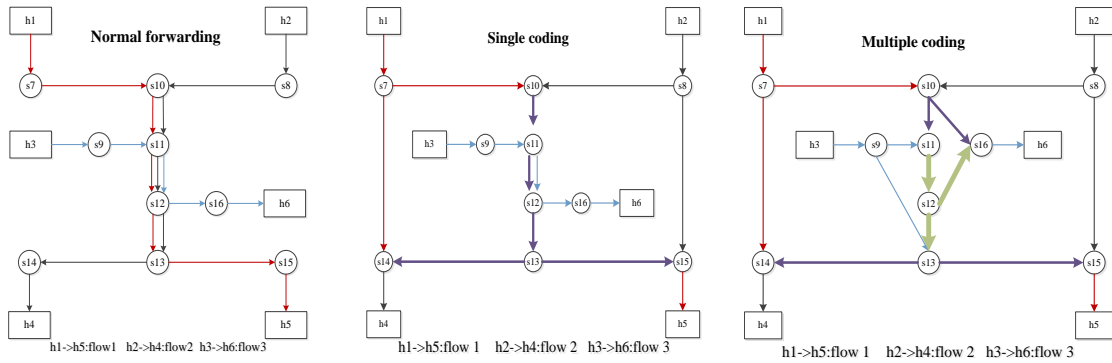 Normal forwarding
h1
h2
s7
s10
s8
h3
s9
s11
s12
s16
h6
s14
s13
s15
h4
h5
h1->h5:flow1 h2->h4:flow2 h3->h6:flow3
Single coding
h1
h2
s7
s10
s8
h3
s9
s11
s12
s16
h6
s14
s13
s15
h4
h5
h1->h5:flow 1 h2->h4:flow 2 h3->h6:flow 3
Multiple coding
h1
h2
s7
s10
s8
h3
s9
s11
s16
h6
s12
s14
s13
s15
h4
h5
h1->h5:flow 1 h2->h4:flow 2 h3->h6:flow 3